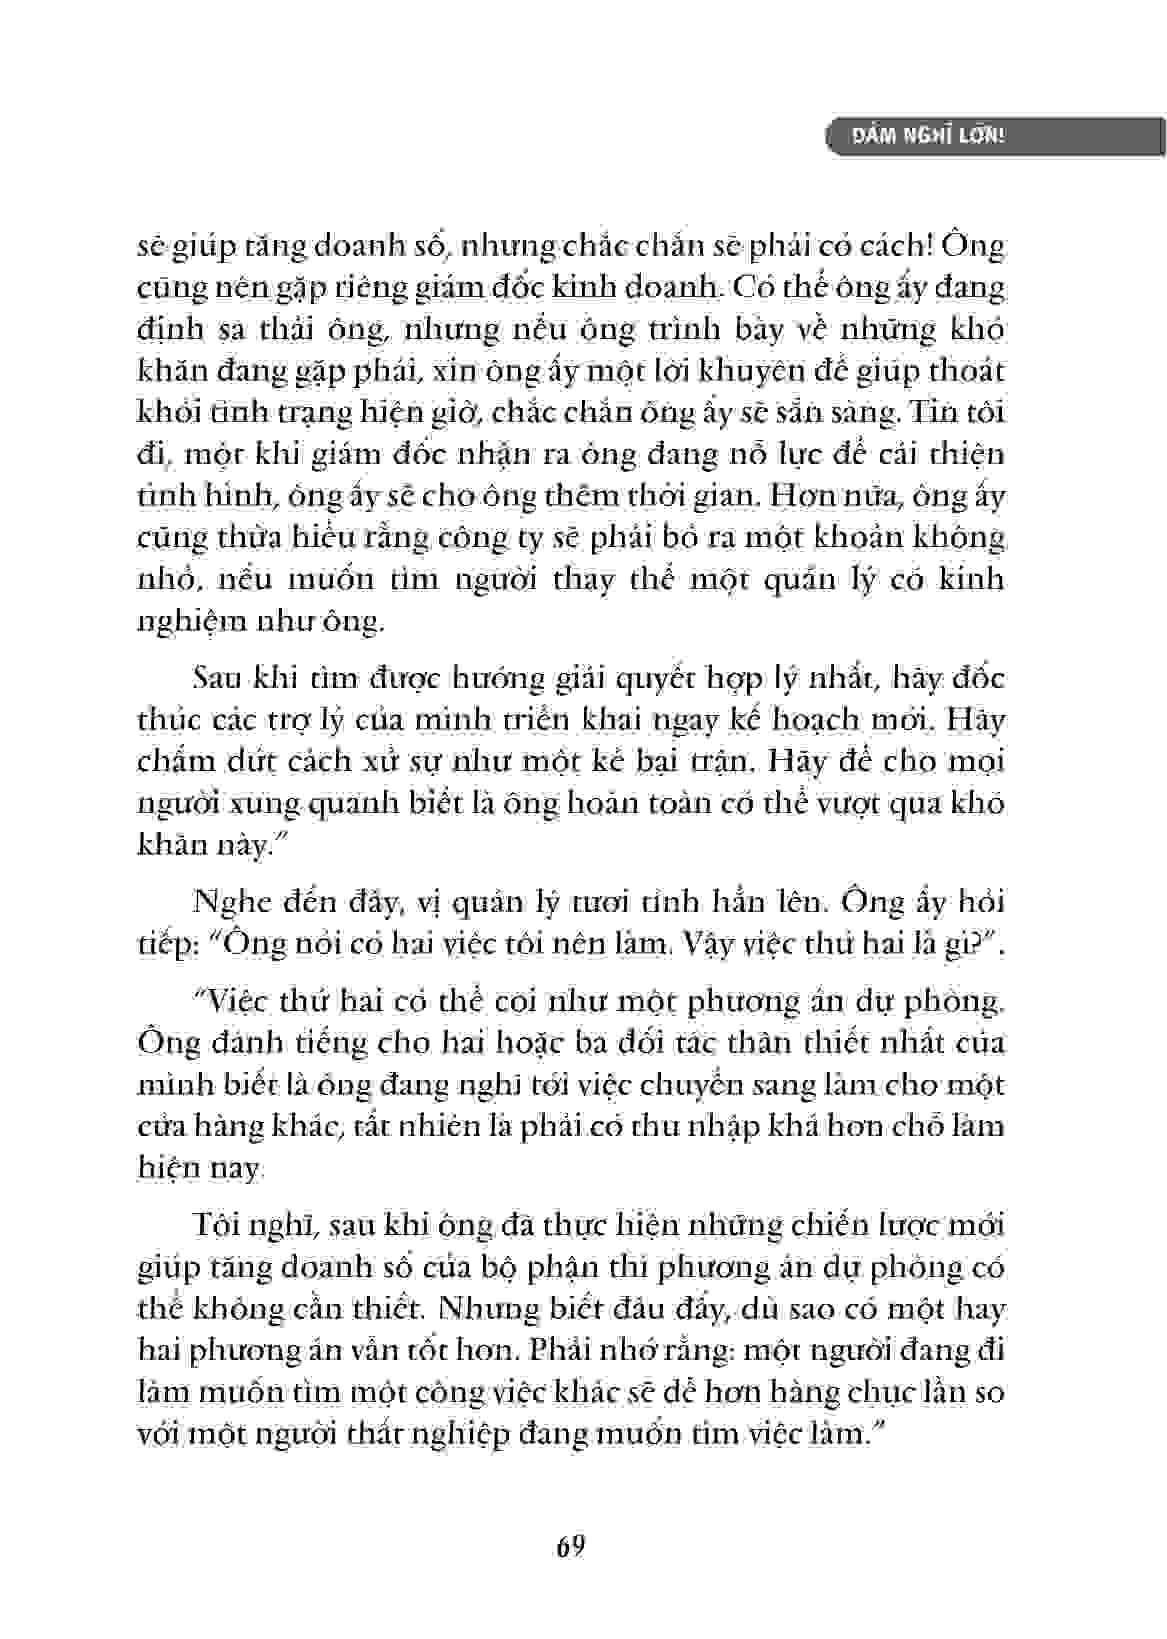 DÁM NGHĨ LỚN!
sẽ giúp tăng doanh số, nhưng chắc chắn sẽ phải có cách! Ông
cũng nên gặp riêng giám đốc kinh doanh. Có thể ông ấy đang
định sa thải ông, nhưng nếu ông trình bày về những khó
khăn đang gặp phải, xin ông ấy một lời khuyên để giúp thoát
khỏi tình trạng hiện giờ, chắc chắn ông ấy sẽ sẵn sàng. Tin tôi
đi, một khi giám đốc nhận ra ông đang nỗ lực để cải thiện
tình hình, ông ấy sẽ cho ông thêm thời gian. Hơn nữa, ông ấy
cũng thừa hiểu rằng công ty sẽ phải bỏ ra một khoản không
nhỏ, nếu muốn tìm người thay thế một quản lý có kinh
nghiệm như ông.
Sau khi tìm được hướng giải quyết hợp lý nhất, hãy đốc
thúc các trợ lý của mình triển khai ngay kế hoạch mới. Hãy
chấm dứt cách xử sự như một kẻ bại trận. Hãy để cho mọi
người xung quanh biết là ông hoàn toàn có thể vượt qua khó
khăn này.”
Nghe đến đây, vị quản lý tươi tỉnh hẳn lên. Ông ấy hỏi
tiếp: “Ông nói có hai việc tôi nên làm. Vậy việc thứ hai là gì?”.
“Việc thứ hai có thể coi như một phương án dự phòng.
Ông đánh tiếng cho hai hoặc ba đối tác thân thiết nhất của
mình biết là ông đang nghĩ tới việc chuyển sang làm cho một
cửa hàng khác, tất nhiên là phải có thu nhập khá hơn chỗ làm
hiện nay.
Tôi nghĩ, sau khi ông đã thực hiện những chiến lược mới
giúp tăng doanh số của bộ phận thì phương án dự phòng có
thể không cần thiết. Nhưng biết đâu đấy, dù sao có một hay
hai phương án vẫn tốt hơn. Phải nhớ rằng: một người đang đi
làm muốn tìm một công việc khác sẽ dễ hơn hàng chục lần so
với một người thất nghiệp đang muốn tìm việc làm.”
69